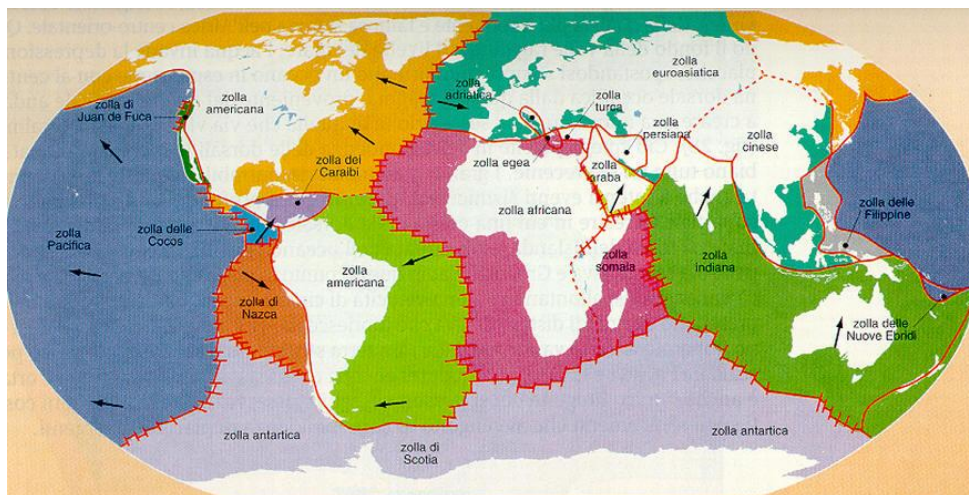 zolla di
Juan de Fuca
zolla
americana
zolla dei
Caraibi
zolla
adriatica
zolla
euroasiatica
zolla
turca
zolla
persiana
zolla egea
zolla
araba
zolla
cinese
zolla
Pacifica
zolla delle
Cocos
zolla africana
zolla delle
Filippine
zolla di
Nazca
zolla
americana
zolla
somala
zolla
indiana
zolla delle
Nuove Ebridi
zolla antartica
zolla di
Scotia
zolla antartica